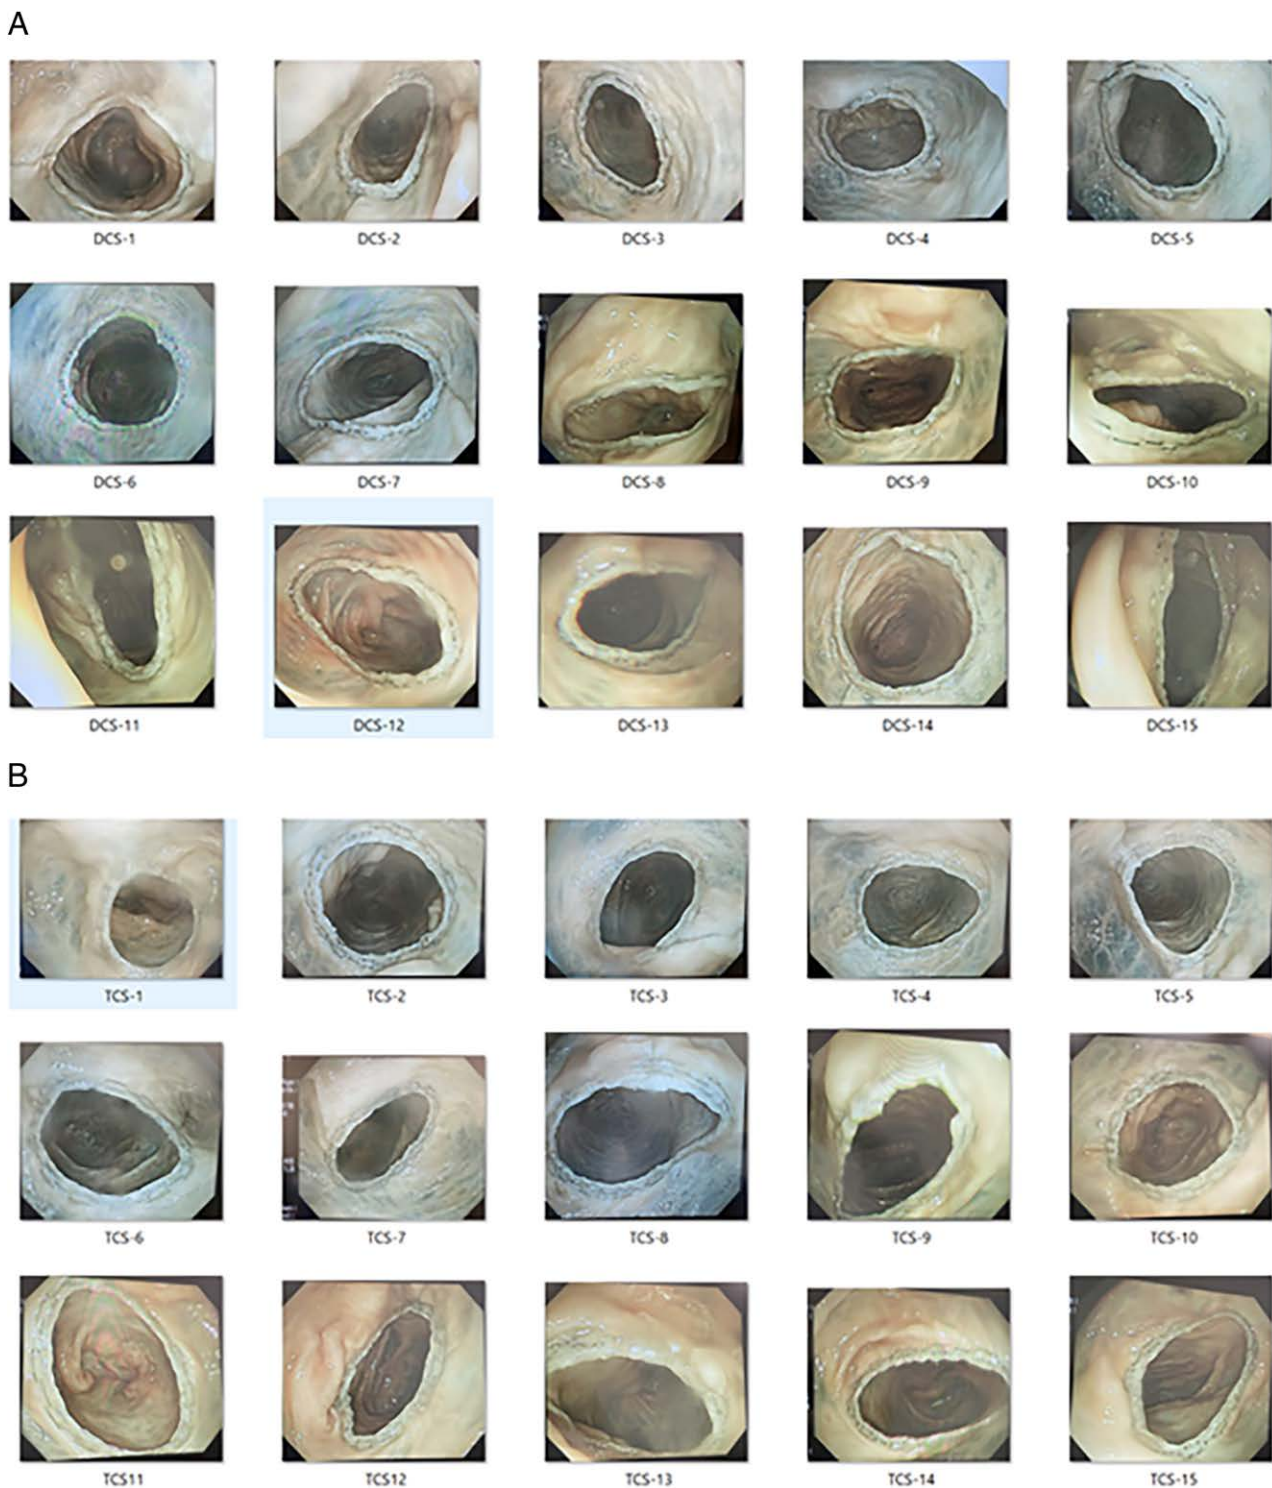 A
DCS-1 DCS-2 DCS-3 DCS-4 DCS-5
DCS-6 DCS-7 DCS-8 DCS-9 DCS-10
DCS-11 DCS-12 DCS-13 DCS-14 DCS-15
B
TCS-1 TCS-2 TCS-3 TCS-4 TCS-5
TCS-6 TCS-7 TCS-8 TCS-9 TCS-10
TCS11 TCS12 TCS-13 TCS-14 TCS-15